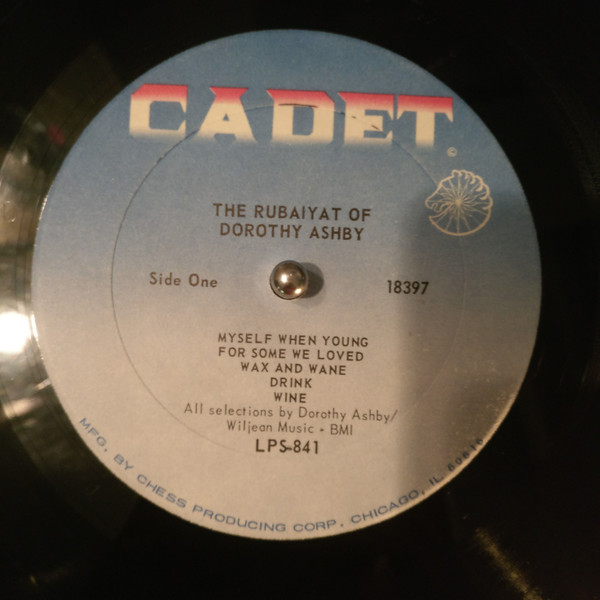 CADET
©
THE RUBAIYAT OF
DOROTHY ASHBY
Side One
18397
MYSELF WHEN YOUNG
FOR SOME WE LOVED
WAX AND WANE
DRINK
WINE
All selections by Dorothy Ashby/
Wiljean Music - BMI
LPS-841
MFG. BY CHESS PRODUCING CORP. CHICAGO, IL 60616